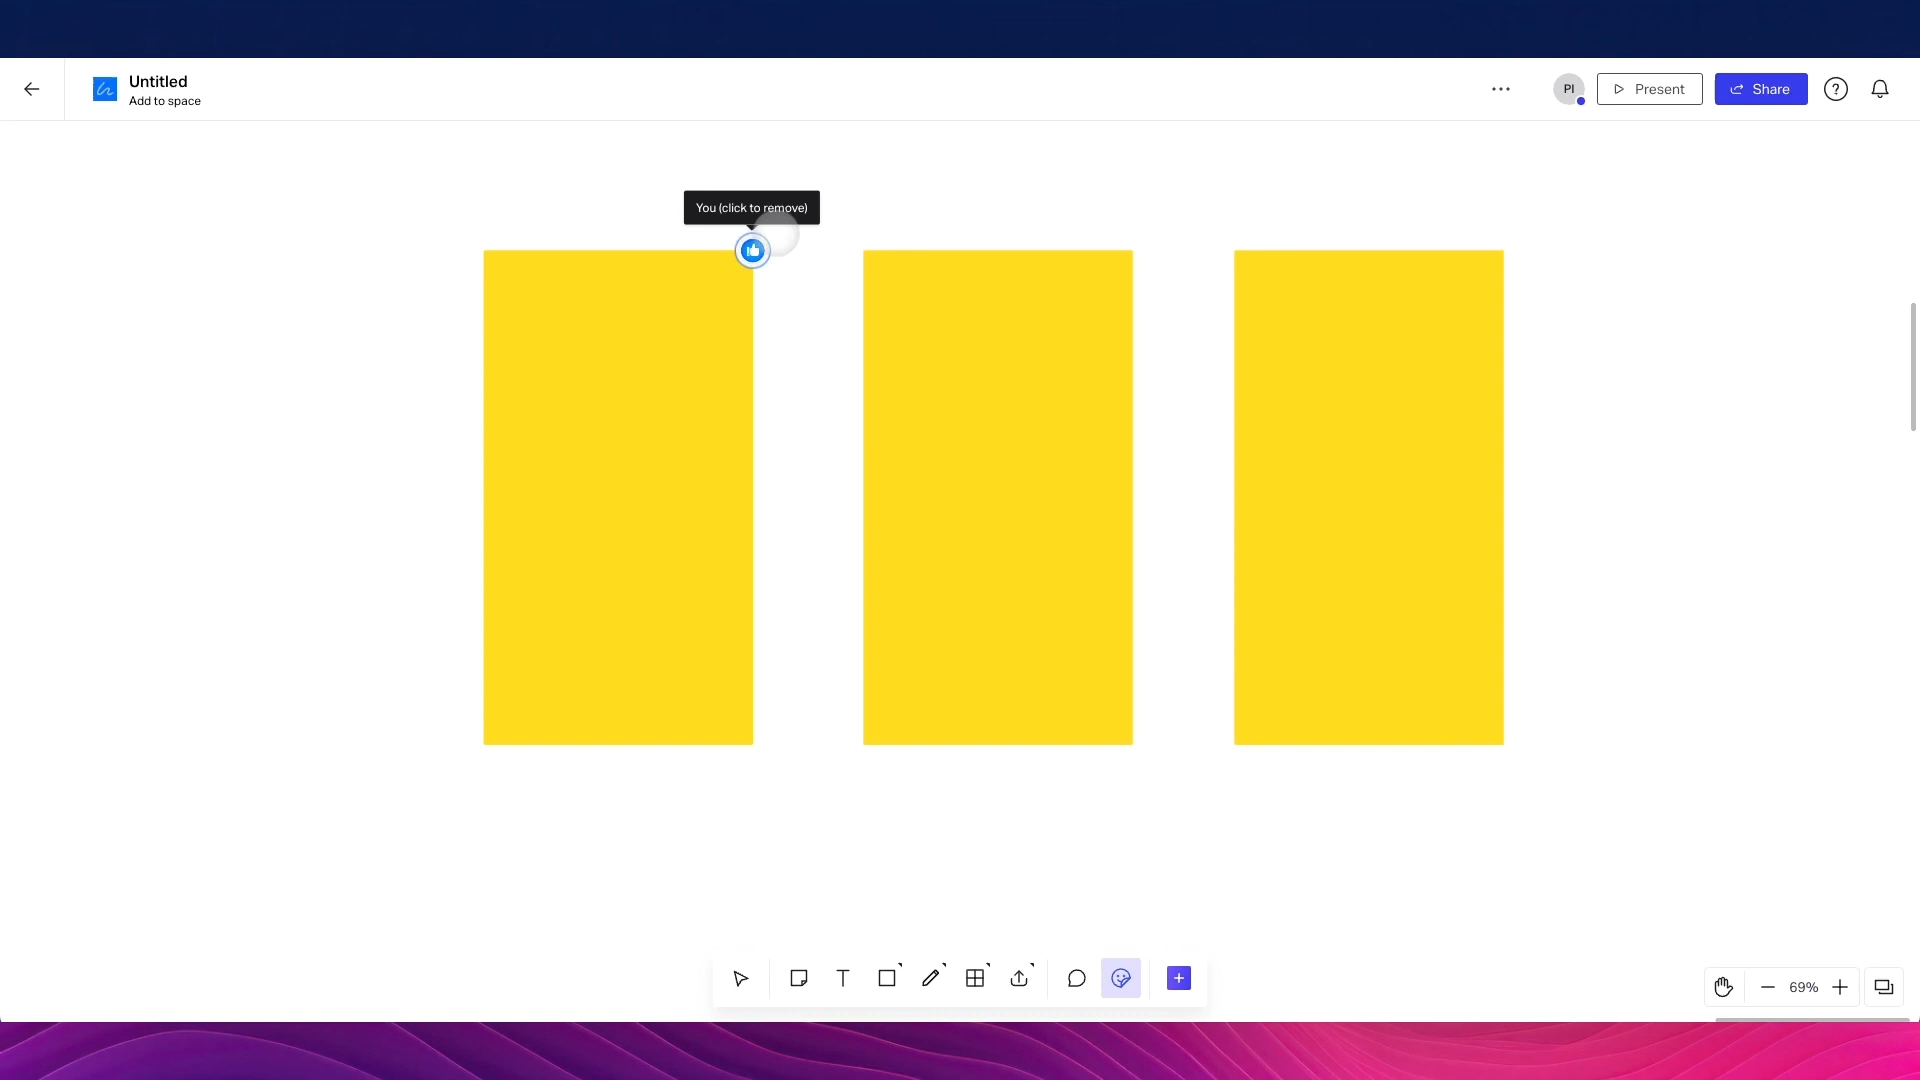 Untitled
Add to space
PI
Present
Share
You (click to remove)
69%